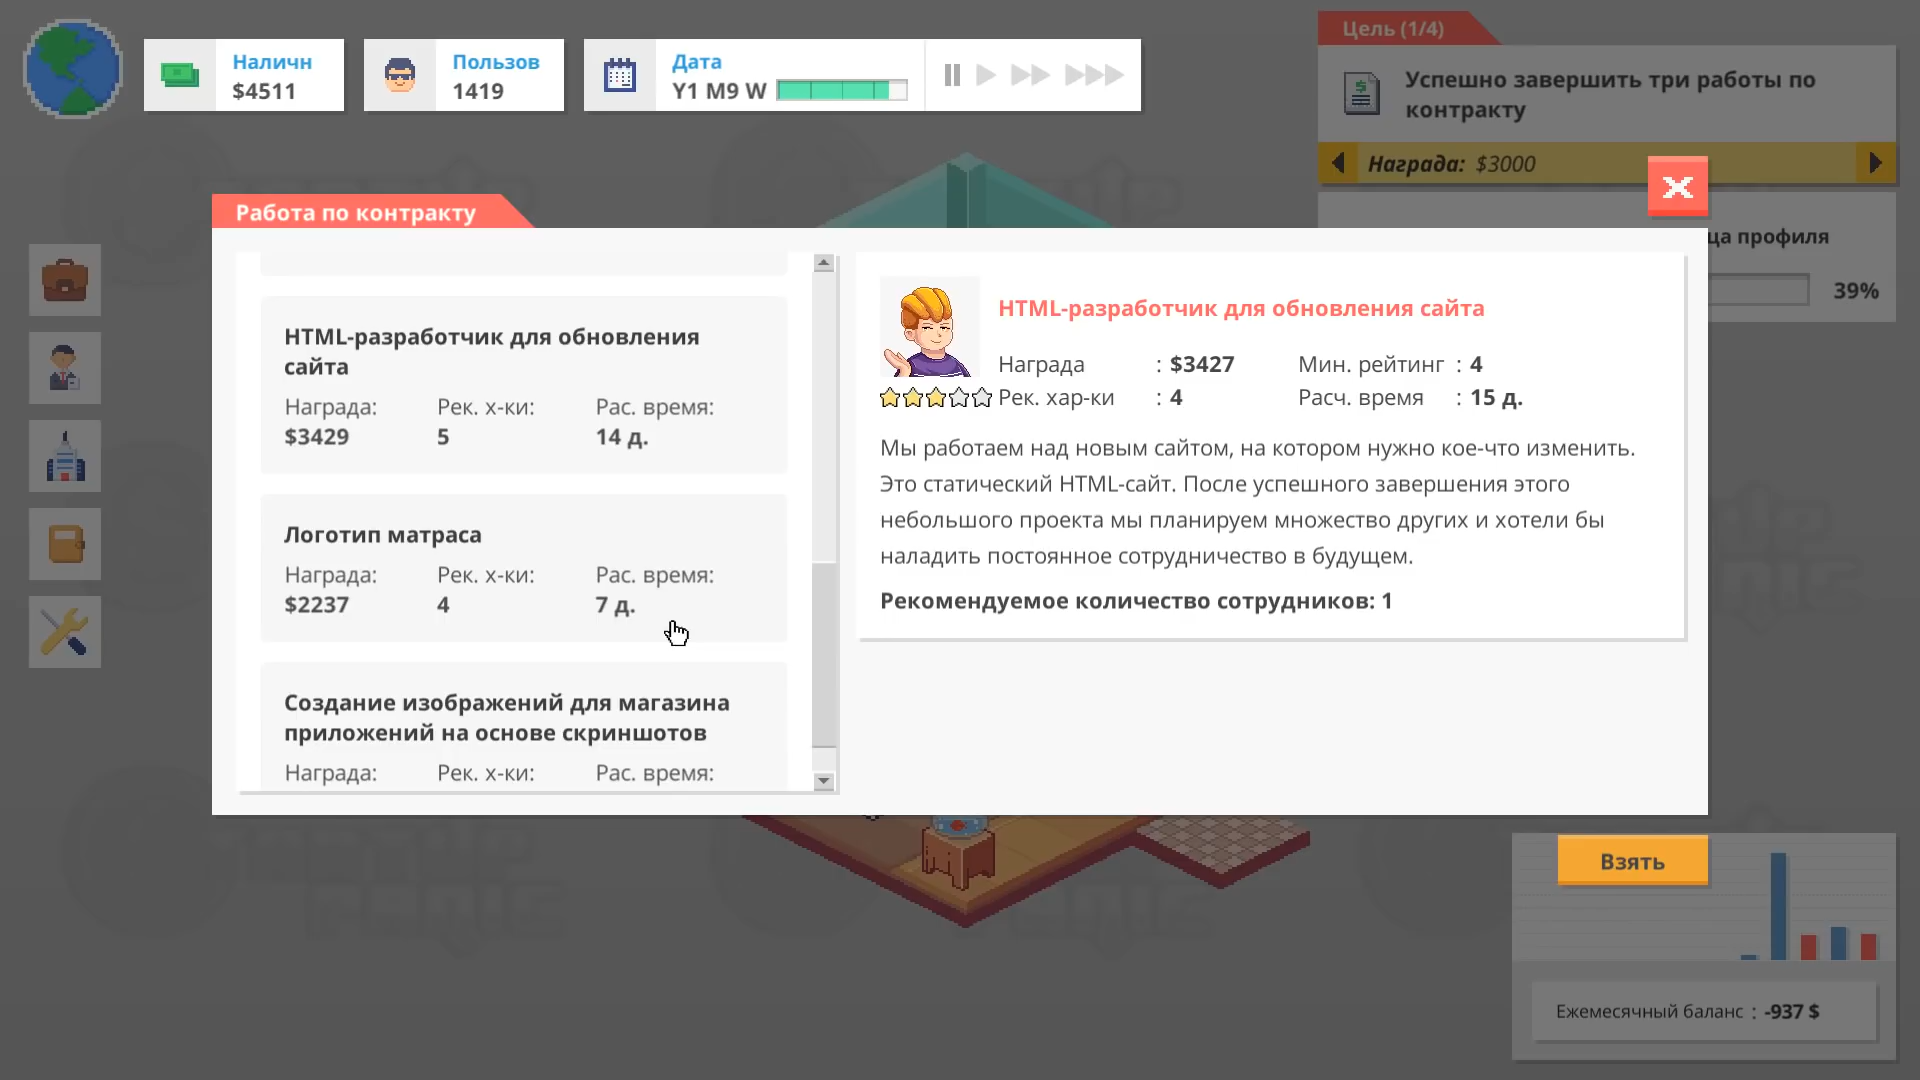 Наличн
$4511
Пользов
1419
Дата
Y1 M9 W
Цель (1/4)
Успешно завершить три работы по
контракту
Награда: $3000
ца профиля
39%
Работа по контракту
HTML-разработчик для обновления
сайта
Награда: Рек. х-ки: Рас. время:
$3429 5 14 д.
Логотип матраса
Награда: Рек. х-ки: Рас. время:
$2237 4 7 д.
Создание изображений для магазина
приложений на основе скриншотов
Награда: Рек. х-ки: Рас. время:
HTML-разработчик для обновления сайта
Награда : $3427 Мин. рейтинг : 4
Рек. хар-ки : 4 Расч. время : 15 д.
Мы работаем над новым сайтом, на котором нужно кое-что изменить.
Это статический HTML-сайт. После успешного завершения этого
небольшого проекта мы планируем множество других и хотели бы
наладить постоянное сотрудничество в будущем.
Рекомендуемое количество сотрудников: 1
Взять
Ежемесячный баланс : -937 $